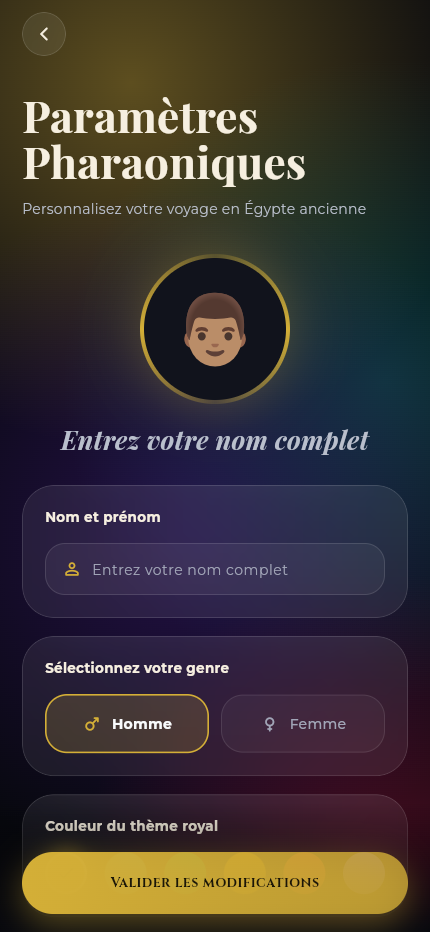 Paramètres
Pharaoniques
Personnalisez votre voyage en Égypte ancienne
Entrez votre nom complet
Nom et prénom
Entrez votre nom complet
Sélectionnez votre genre
Homme
Femme
Couleur du thème royal
Valider les modifications